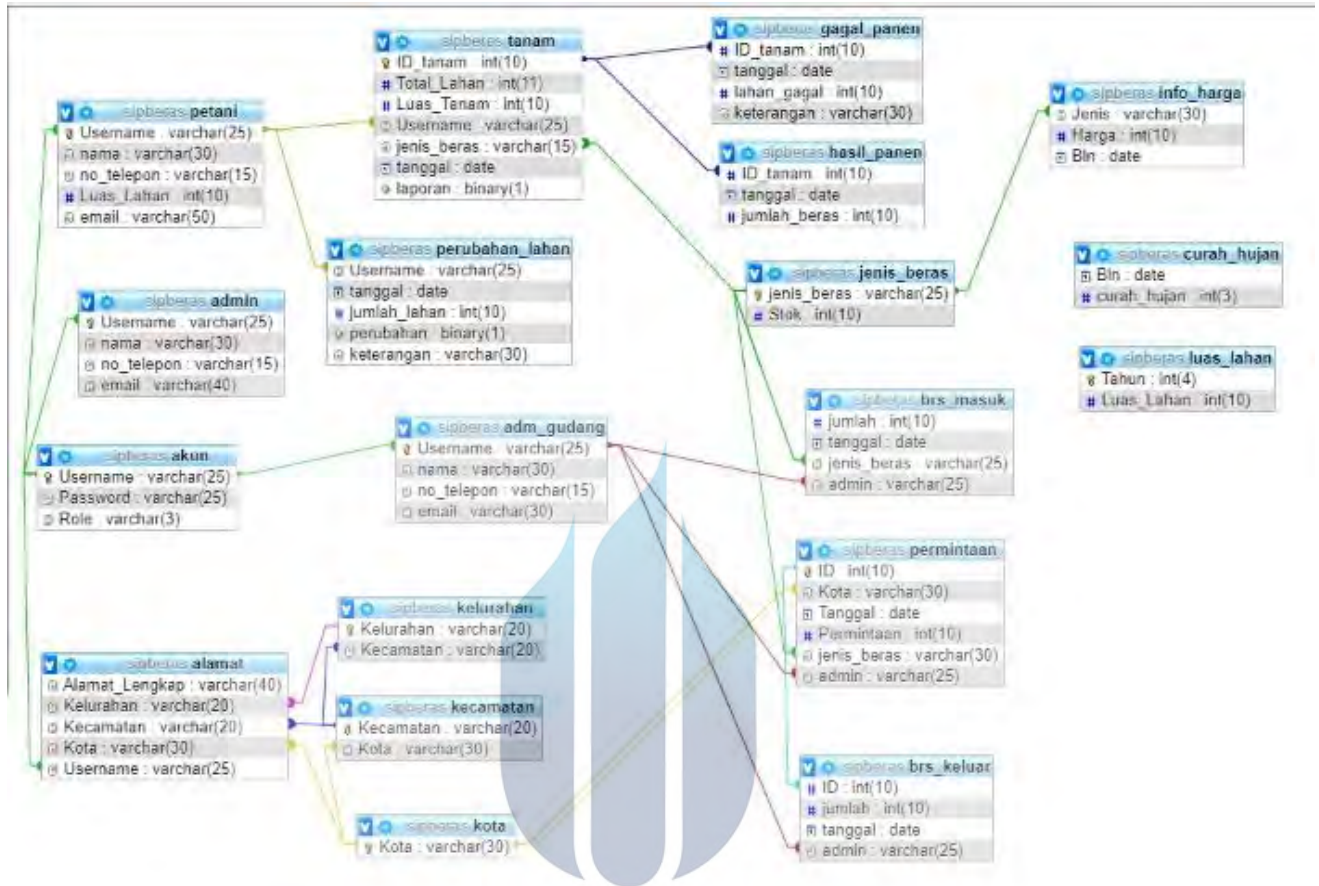 sipberas petani
Username : varchar(25)
nama : varchar(30)
no_telepon : varchar(15)
Luas_Lahan : int(10)
email : varchar(50)
sipberas tanam
ID_tanam : int(10)
Total_Lahan : int(11)
Luas_Tanam : int(10)
Username : varchar(25)
jenis_beras : varchar(15)
tanggal : date
laporan : binary(1)
sipberas gagal_panen
ID_tanam : int(10)
tanggal : date
lahan_gagal : int(10)
keterangan : varchar(30)
sipberas hasil_panen
ID_tanam : int(10)
tanggal : date
jumlah_beras : int(10)
sipberas info_harga
Jenis : varchar(30)
Harga : int(10)
Bln : date
sipberas perubahan_lahan
Username : varchar(25)
tanggal : date
jumlah_lahan : int(10)
perubahan : binary(1)
keterangan : varchar(30)
sipberas admin
Username : varchar(25)
nama : varchar(30)
no_telepon : varchar(15)
email : varchar(40)
sipberas jenis_beras
jenis_beras : varchar(25)
Stok : int(10)
sipberas curah_hujan
Bln : date
curah_hujan : int(3)
sipberas luas_lahan
Tahun : int(4)
Luas_Lahan : int(10)
sipberas akun
Username : varchar(25)
Password : varchar(25)
Role : varchar(3)
sipberas adm_gudang
Username : varchar(25)
nama : varchar(30)
no_telepon : varchar(15)
email : varchar(30)
sipberas brs_masuk
jumlah : int(10)
tanggal : date
jenis_beras : varchar(25)
admin : varchar(25)
sipberas permintaan
ID : int(10)
Kota : varchar(30)
Tanggal : date
Permintaan : int(10)
jenis_beras : varchar(30)
admin : varchar(25)
sipberas alamat
Alamat_Lengkap : varchar(40)
Kelurahan : varchar(20)
Kecamatan : varchar(20)
Kota : varchar(30)
Username : varchar(25)
sipberas kelurahan
Kelurahan : varchar(20)
Kecamatan : varchar(20)
sipberas kecamatan
Kecamatan : varchar(20)
Kota : varchar(30)
sipberas kota
Kota : varchar(30)
sipberas brs_keluar
ID : int(10)
jumlah : int(10)
tanggal : date
admin : varchar(25)